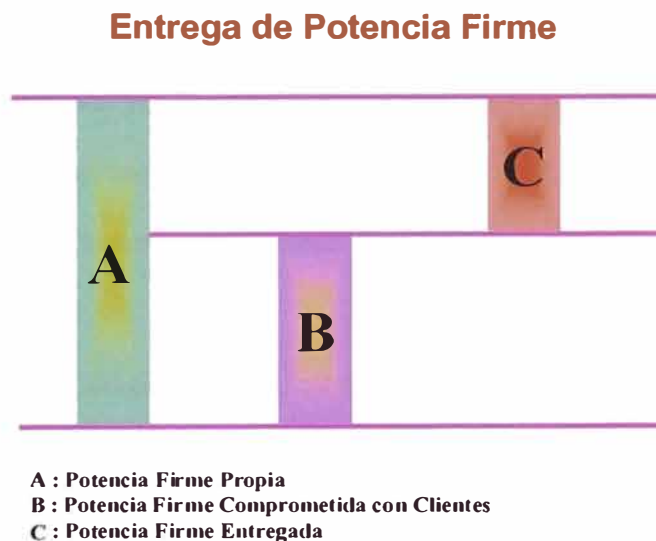 Entrega de Potencia Firme
C
A
B
A : Potencia Firme Propia
B : Potencia Firme Comprometida con Clientes
C : Potencia Firme Entregada